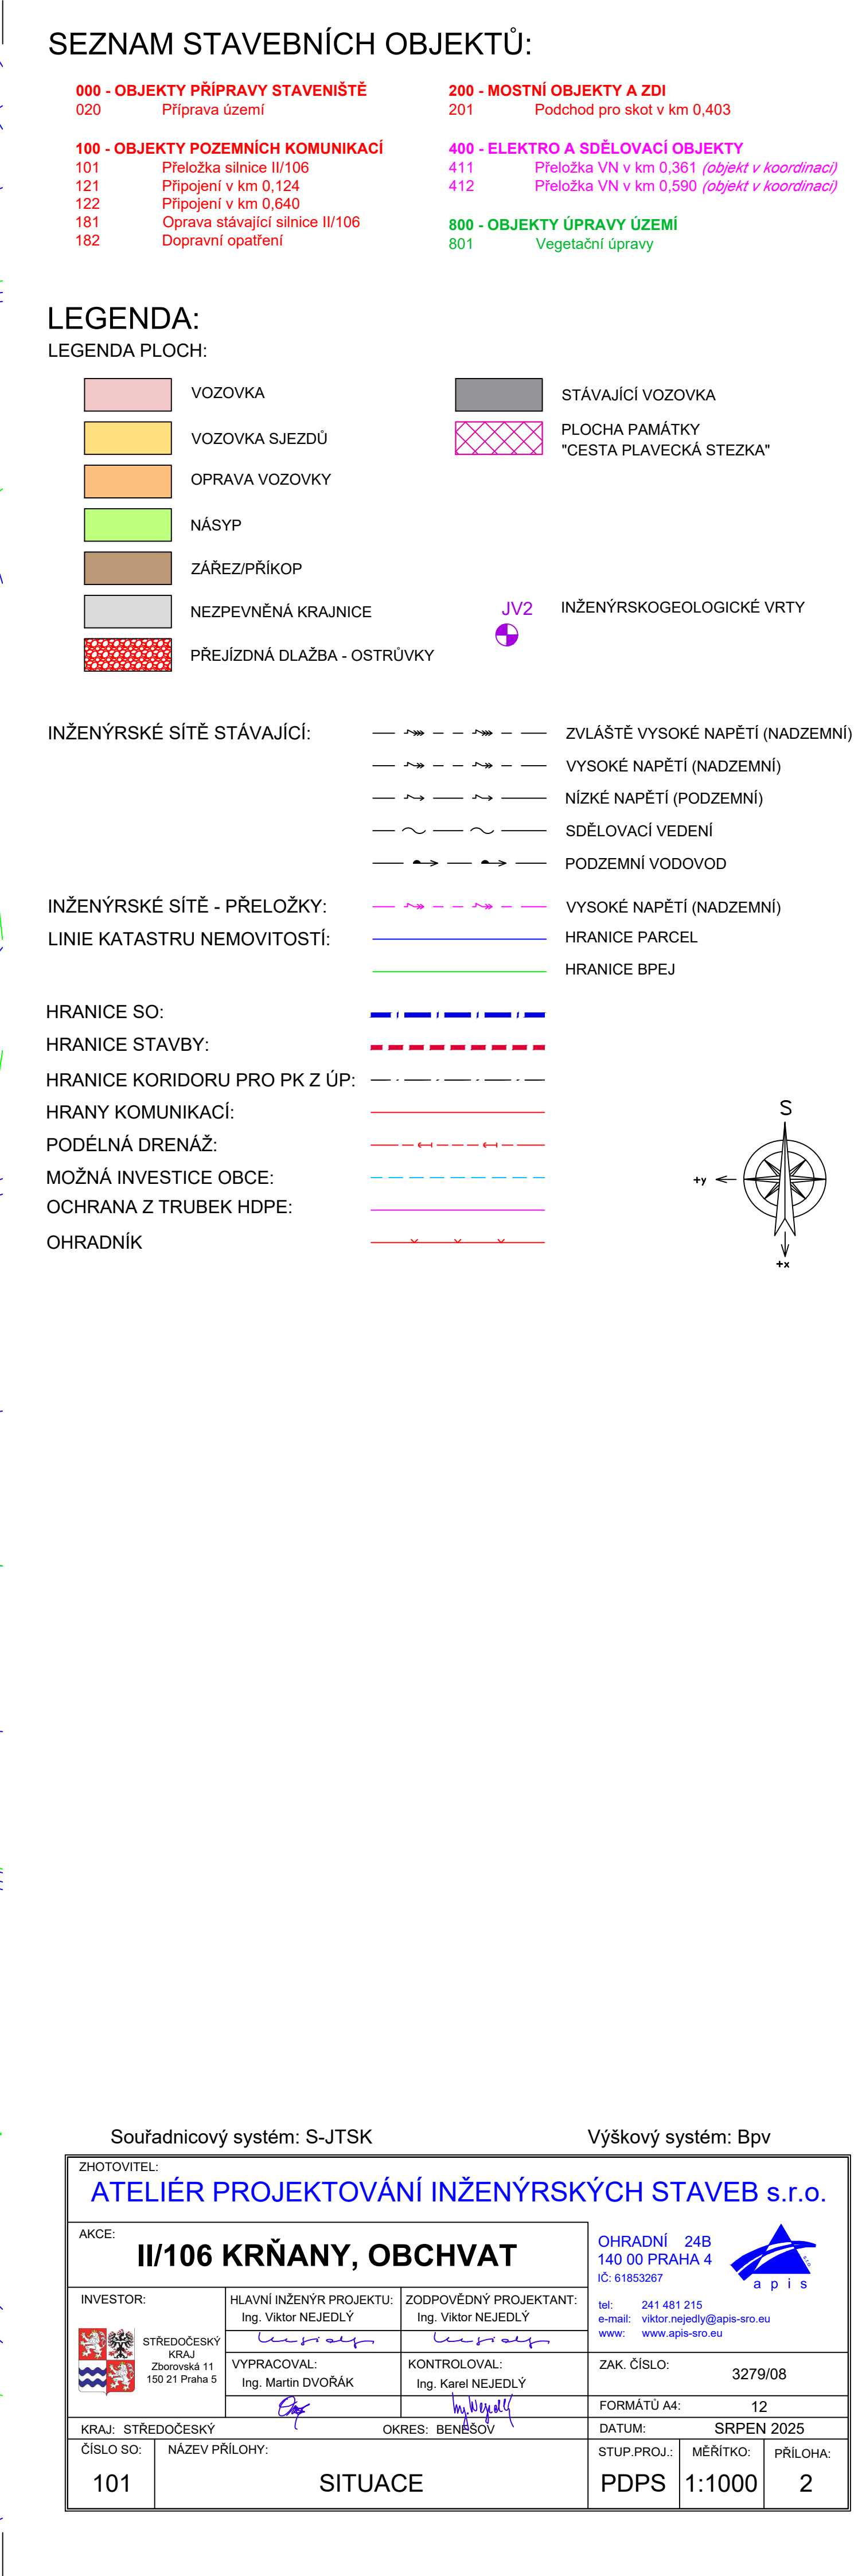 SEZNAM STAVEBNÍCH OBJEKTŮ:
000 - OBJEKTY PŘÍPRAVY STAVENIŠTĚ
020 Příprava území
100 - OBJEKTY POZEMNÍCH KOMUNIKACÍ
101 Přeložka silnice II/106
121 Připojení v km 0,124
122 Připojení v km 0,640
181 Oprava stávající silnice II/106
182 Dopravní opatření
200 - MOSTNÍ OBJEKTY A ZDI
201 Podchod pro skot v km 0,403
400 - ELEKTRO A SDĚLOVACÍ OBJEKTY
411 Přeložka VN v km 0,361 (objekt v koordinaci)
412 Přeložka VN v km 0,590 (objekt v koordinaci)
800 - OBJEKTY ÚPRAVY ÚZEMÍ
801 Vegetační úpravy
LEGENDA:
LEGENDA PLOCH:
VOZOVKA
VOZOVKA SJEZDŮ
OPRAVA VOZOVKY
NÁSYP
ZÁŘEZ/PŘÍKOP
NEZPEVNĚNÁ KRAJNICE
PŘEJÍZDNÁ DLAŽBA - OSTRŮVKY
STÁVAJÍCÍ VOZOVKA
PLOCHA PAMÁTKY
"CESTA PLAVECKÁ STEZKA"
JV2 INŽENÝRSKOGEOLOGICKÉ VRTY
INŽENÝRSKÉ SÍTĚ STÁVAJÍCÍ:
ZVLÁŠTĚ VYSOKÉ NAPĚTÍ (NADZEMNÍ)
VYSOKÉ NAPĚTÍ (NADZEMNÍ)
NÍZKÉ NAPĚTÍ (PODZEMNÍ)
SDĚLOVACÍ VEDENÍ
PODZEMNÍ VODOVOD
INŽENÝRSKÉ SÍTĚ - PŘELOŽKY:
VYSOKÉ NAPĚTÍ (NADZEMNÍ)
LINIE KATASTRU NEMOVITOSTÍ:
HRANICE PARCEL
HRANICE BPEJ
HRANICE SO:
HRANICE STAVBY:
HRANICE KORIDORU PRO PK Z ÚP:
HRANY KOMUNIKACÍ:
PODÉLNÁ DRENÁŽ:
MOŽNÁ INVESTICE OBCE:
OCHRANA Z TRUBEK HDPE:
OHRADNÍK
S
+y
+x
Souřadnicový systém: S-JTSK
Výškový systém: Bpv
ZHOTOVITEL:
ATELIÉR PROJEKTOVÁNÍ INŽENÝRSKÝCH STAVEB s.r.o.
AKCE:
II/106 KRŇANY, OBCHVAT
OHRADNÍ 24B
140 00 PRAHA 4
IČ: 61853267
tel: 241 481 215
e-mail: viktor.nejedly@apis-sro.eu
www: www.apis-sro.eu
apis
s.r.o.
INVESTOR:
STŘEDOČESKÝ
KRAJ
Zborovská 11
150 21 Praha 5
HLAVNÍ INŽENÝR PROJEKTU:
Ing. Viktor NEJEDLÝ
ZODPOVĚDNÝ PROJEKTANT:
Ing. Viktor NEJEDLÝ
VYPRACOVAL:
Ing. Martin DVOŘÁK
KONTROLOVAL:
Ing. Karel NEJEDLÝ
ZAK. ČÍSLO:
3279/08
FORMÁTŮ A4: 12
KRAJ: STŘEDOČESKÝ
OKRES: BENEŠOV
DATUM: SRPEN 2025
ČÍSLO SO:
101
NÁZEV PŘÍLOHY:
SITUACE
STUP.PROJ.:
PDPS
MĚŘÍTKO:
1:1000
PŘÍLOHA:
2